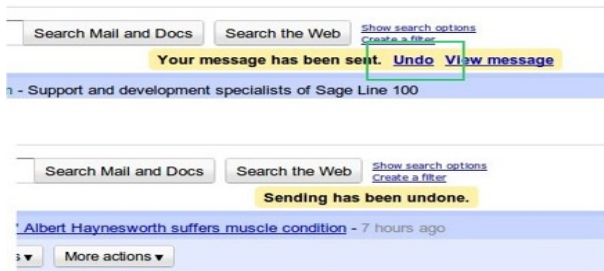 Search Mail and Docs Search the Web Show search options
Create a filter
Your message has been sent. Undo View message
- Support and development specialists of Sage Line 100
Search Mail and Docs Search the Web Show search options
Create a filter
Sending has been undone.
' Albert Haynesworth suffers muscle condition - 7 hours ago
More actions ▾